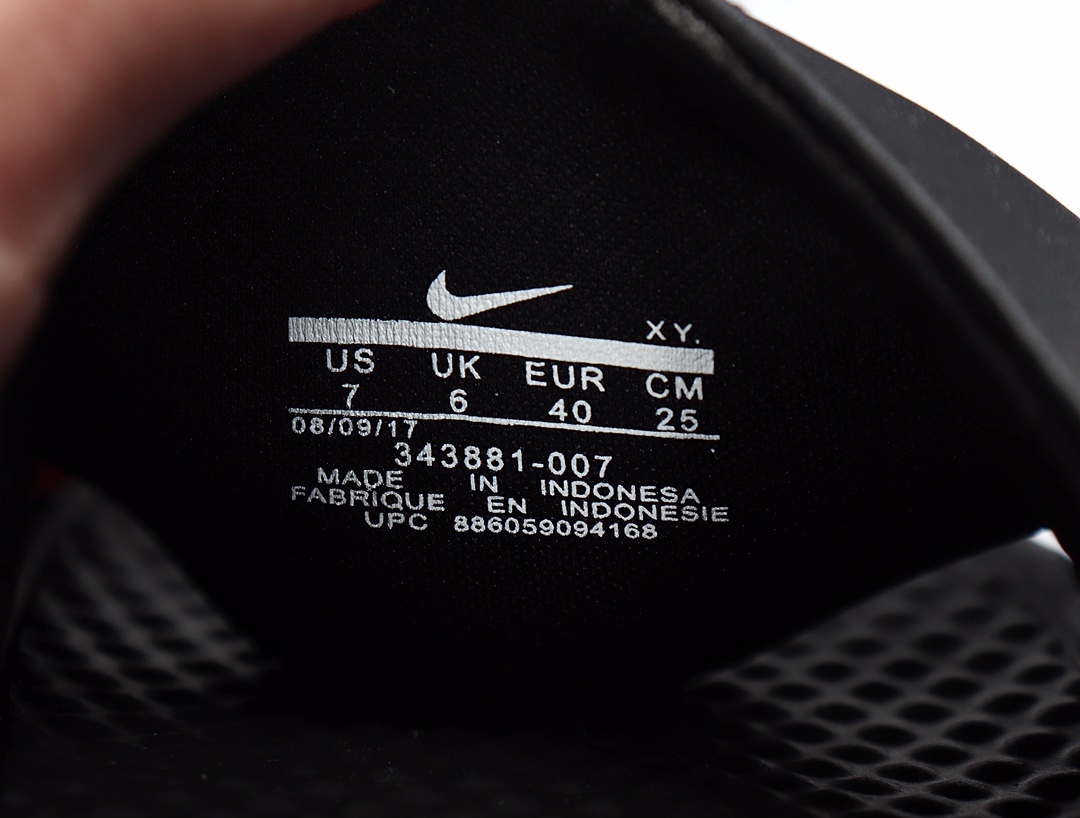 XY.
US UK EUR CM
7 6 40 25
08/09/17
343881-007
MADE IN INDONESA
FABRIQUE EN INDONESIE
UPC 886059094168